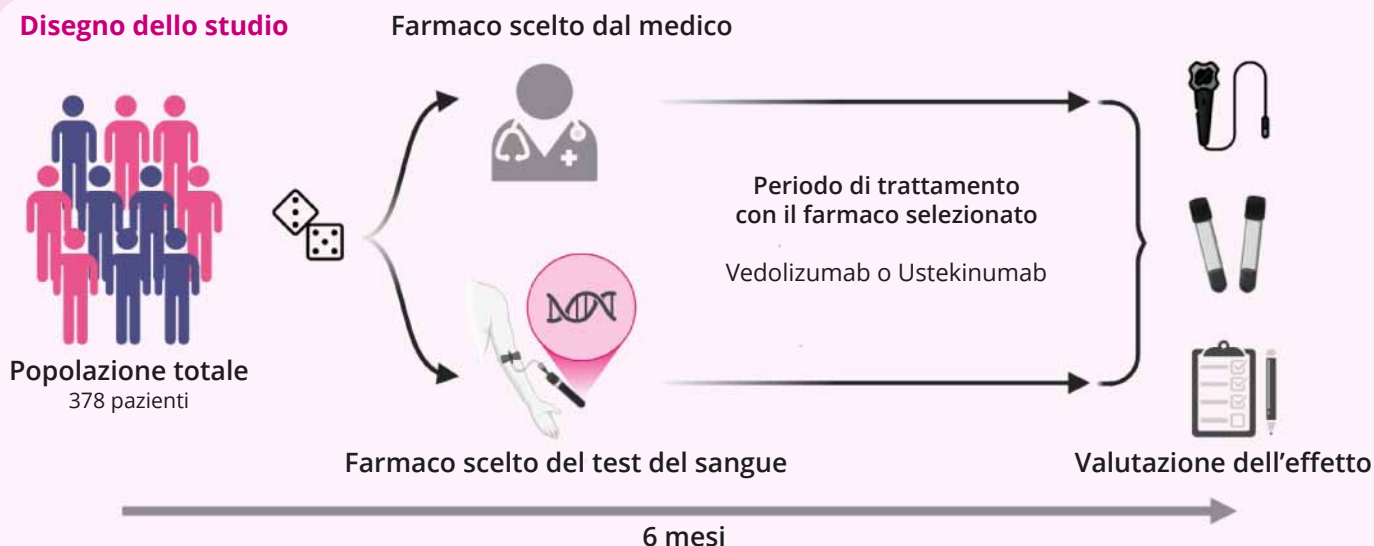 Disegno dello studio
Farmaco scelto dal medico
Periodo di trattamento
con il farmaco selezionato
Vedolizumab o Ustekinumab
Popolazione totale
378 pazienti
Farmaco scelto del test del sangue
Valutazione dell'effetto
6 mesi